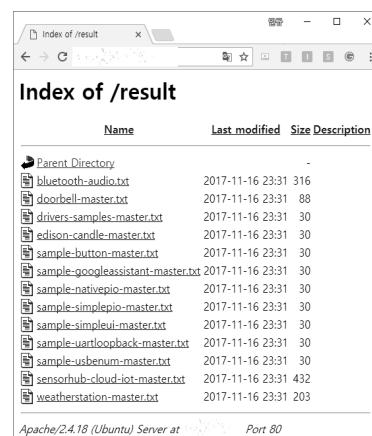 Index of /result
Index of /result
Name Last modified Size Description
Parent Directory -
bluetooth-audio.txt 2017-11-16 23:31 316
doorbell-master.txt 2017-11-16 23:31 88
drivers-samples-master.txt 2017-11-16 23:31 30
edison-candle-master.txt 2017-11-16 23:31 30
sample-button-master.txt 2017-11-16 23:31 30
sample-googleassistant-master.txt 2017-11-16 23:31 30
sample-nativepio-master.txt 2017-11-16 23:31 30
sample-simplepio-master.txt 2017-11-16 23:31 30
sample-simpleui-master.txt 2017-11-16 23:31 30
sample-uartloopback-master.txt 2017-11-16 23:31 30
sample-usbenum-master.txt 2017-11-16 23:31 30
sensorhub-cloud-iot-master.txt 2017-11-16 23:31 432
weatherstation-master.txt 2017-11-16 23:31 203
Apache/2.4.18 (Ubuntu) Server at Port 80